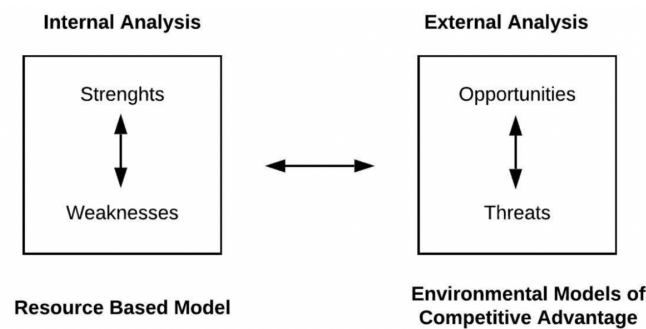 Internal Analysis
External Analysis
Strenghts
Opportunities
Weaknesses
Threats
Resource Based Model
Environmental Models of
Competitive Advantage